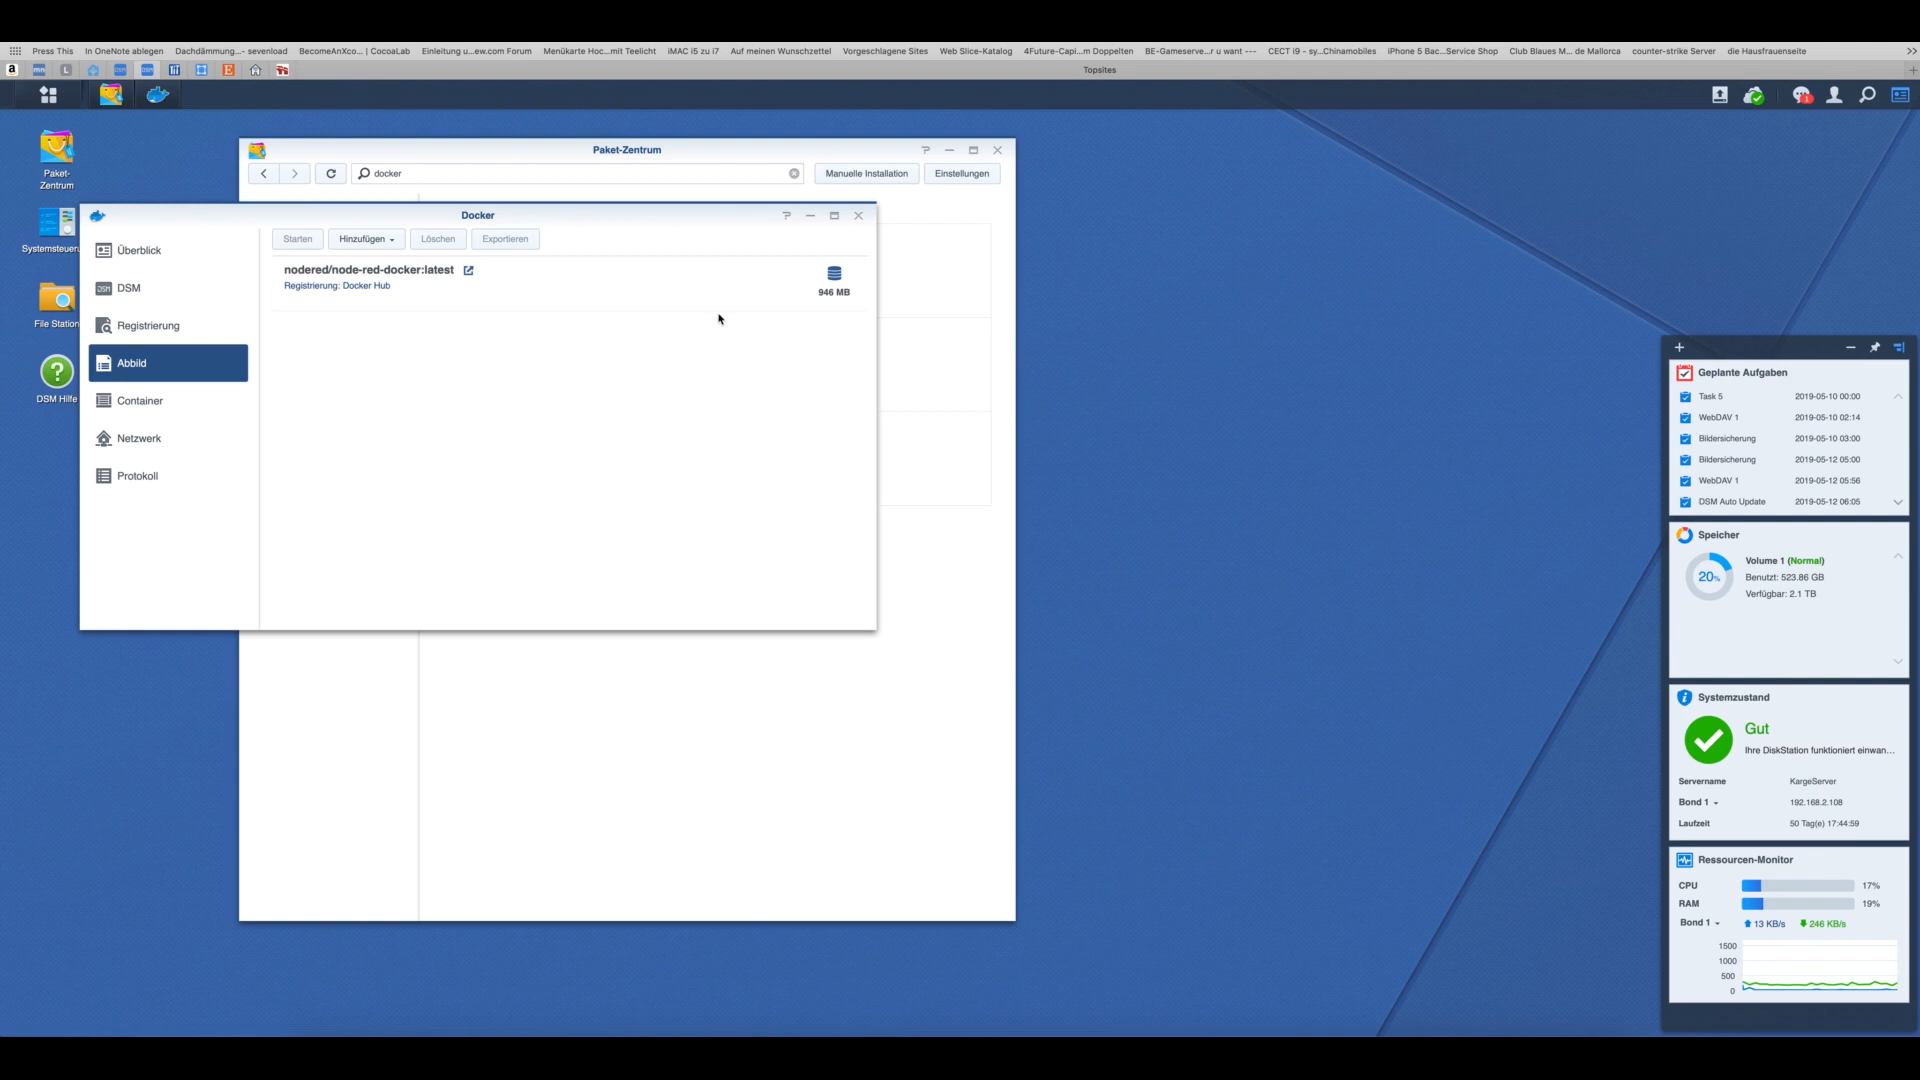 Press This In OneNote ablegen Dachdämmung...- sevenload BecomeAnXco... | CocoaLab Einleitung u...ew.com Forum Menükarte Hoc...mit Teelicht iMAC i5 zu i7 Auf meinen Wunschzettel Vorgeschlagene Sites Web Slice-Katalog 4Future-Capi...m Doppelten BE-Gameserve...r u want --- CECT i9 - sy...Chinamobiles iPhone 5 Bac...Service Shop Club Blaues M... de Mallorca counter-strike Server die Hausfrauenseite
Topsites
Paket-Zentrum
Systemsteuer
File Station
DSM Hilfe
Paket-Zentrum
docker
Manuelle Installation
Einstellungen
Docker
Überblick
DSM
Registrierung
Abbild
Container
Netzwerk
Protokoll
Starten
Hinzufügen
Löschen
Exportieren
nodered/node-red-docker:latest
Registrierung: Docker Hub
946 MB
Geplante Aufgaben
Task 5 2019-05-10 00:00
WebDAV 1 2019-05-10 02:14
Bildersicherung 2019-05-10 03:00
Bildersicherung 2019-05-12 05:00
WebDAV 1 2019-05-12 05:56
DSM Auto Update 2019-05-12 06:05
Speicher
20%
Volume 1 (Normal)
Benutzt: 523.86 GB
Verfügbar: 2.1 TB
Systemzustand
Gut
Ihre DiskStation funktioniert einwan...
Servername KargeServer
Bond 1 192.168.2.108
Laufzeit 50 Tag(e) 17:44:59
Ressourcen-Monitor
CPU 17%
RAM 19%
Bond 1 13 KB/s 246 KB/s
1500
1000
500
0